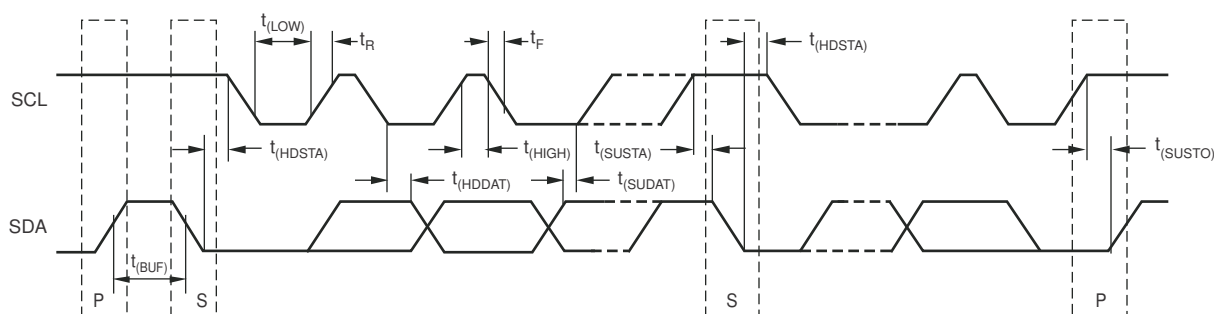 t(LOW)
tR
tF
t(HDSTA)
SCL
t(HDSTA)
t(HIGH)
t(SUSTA)
t(SUSTO)
t(HDDAT)
t(SUDAT)
SDA
t(BUF)
P
S
S
P